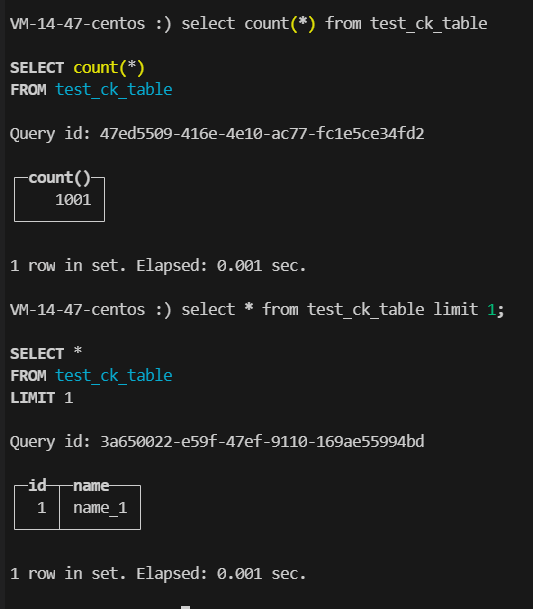 VM-14-47-centos :) select count(*) from test_ck_table
SELECT count(*)
FROM test_ck_table
Query id: 47ed5509-416e-4e10-ac77-fc1e5ce34fd2
count()
1001
1 row in set. Elapsed: 0.001 sec.
VM-14-47-centos :) select * from test_ck_table limit 1;
SELECT *
FROM test_ck_table
LIMIT 1
Query id: 3a650022-e59f-47ef-9110-169ae55994bd
id name
1 name_1
1 row in set. Elapsed: 0.001 sec.